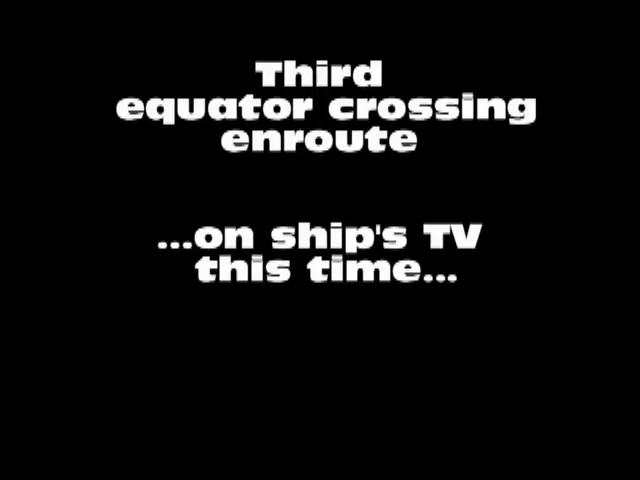 Third
equator crossing
enroute
...on ship's TV
this time...